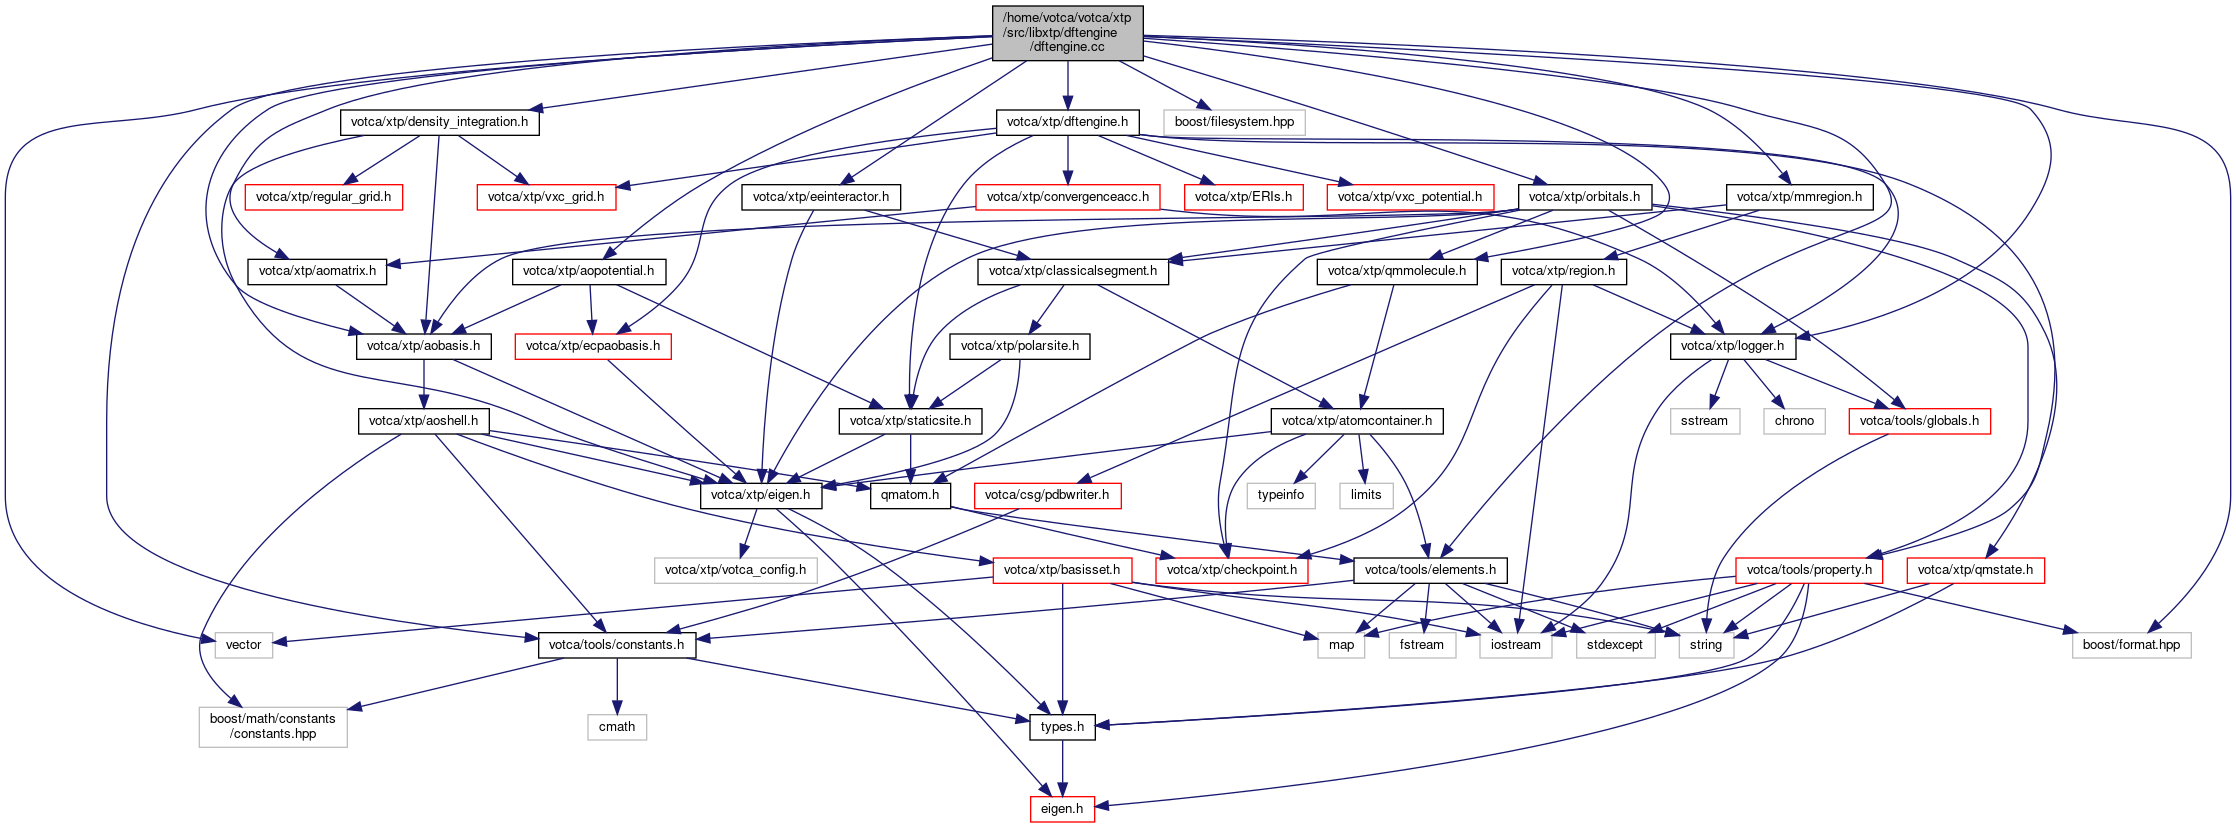 /home/votca/votca/xtp
/src/libxtp/dftengine
/dftengine.cc
votca/xtp/density_integration.h
votca/xtp/dftengine.h
boost/filesystem.hpp
votca/xtp/regular_grid.h
votca/xtp/vxc_grid.h
votca/xtp/eeinteractor.h
votca/xtp/convergenceacc.h
votca/xtp/ERIs.h
votca/xtp/vxc_potential.h
votca/xtp/orbitals.h
votca/xtp/mmregion.h
votca/xtp/aomatrix.h
votca/xtp/aopotential.h
votca/xtp/classicalsegment.h
votca/xtp/qmmolecule.h
votca/xtp/region.h
votca/xtp/aobasis.h
votca/xtp/ecpaobasis.h
votca/xtp/polarsite.h
votca/xtp/logger.h
votca/xtp/aoshell.h
votca/xtp/staticsite.h
votca/xtp/atomcontainer.h
sstream
chrono
votca/tools/globals.h
votca/xtp/eigen.h
qmatom.h
votca/csg/pdbwriter.h
typeinfo
limits
votca/xtp/votca_config.h
votca/xtp/basisset.h
votca/xtp/checkpoint.h
votca/tools/elements.h
votca/tools/property.h
votca/xtp/qmstate.h
vector
votca/tools/constants.h
map
fstream
iostream
stdexcept
string
boost/format.hpp
boost/math/constants
/constants.hpp
cmath
types.h
eigen.h